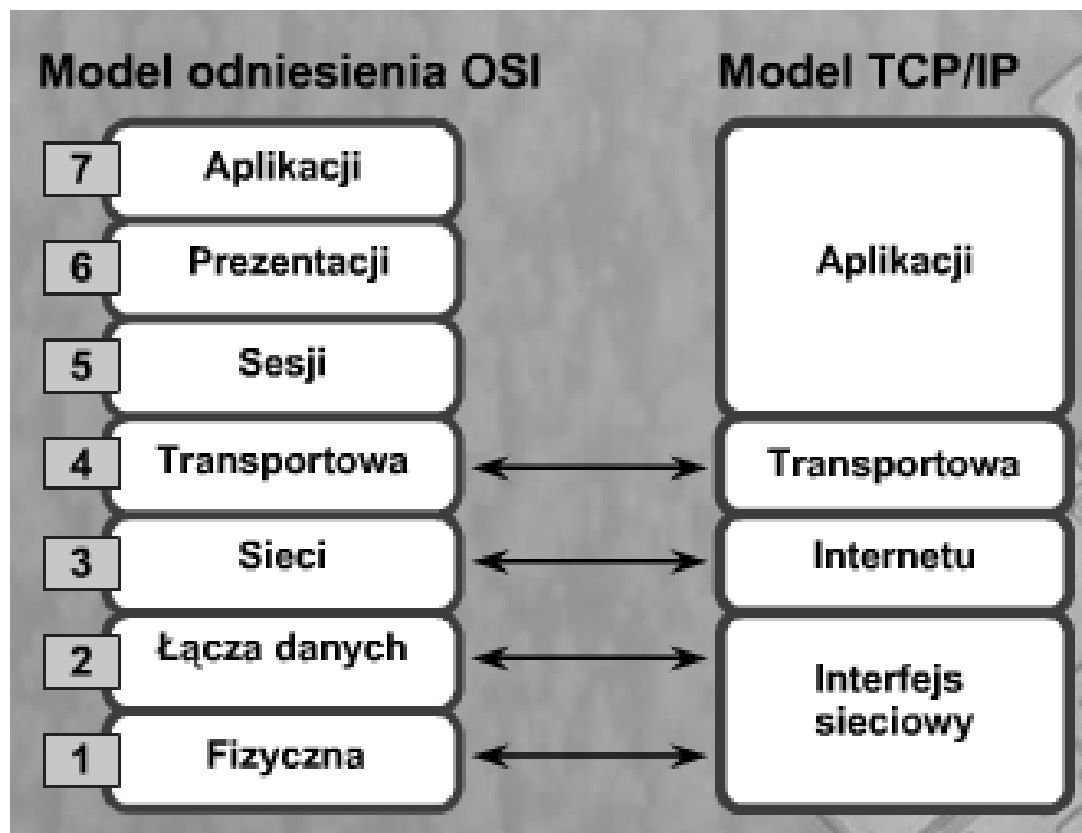 Model odniesienia OSI
Model TCP/IP
7 Aplikacji
6 Prezentacji
5 Sesji
4 Transportowa
3 Sieci
2 Łącza danych
1 Fizyczna
Aplikacji
Transportowa
Internetu
Interfejs
sieciowy